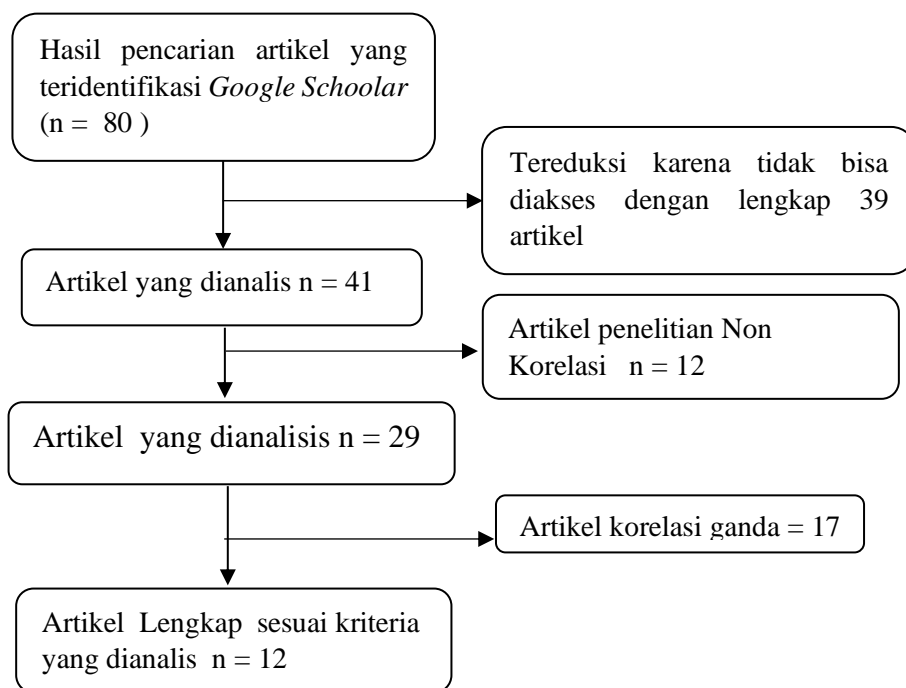 Hasil pencarian artikel yang
teridentifikasi Google Schoolar
(n = 80 )
Tereduksi karena tidak bisa
diakses dengan lengkap 39
artikel
Artikel yang dianalis n = 41
Artikel penelitian Non
Korelasi n = 12
Artikel yang dianalisis n = 29
Artikel korelasi ganda = 17
Artikel Lengkap sesuai kriteria
yang dianalis n = 12